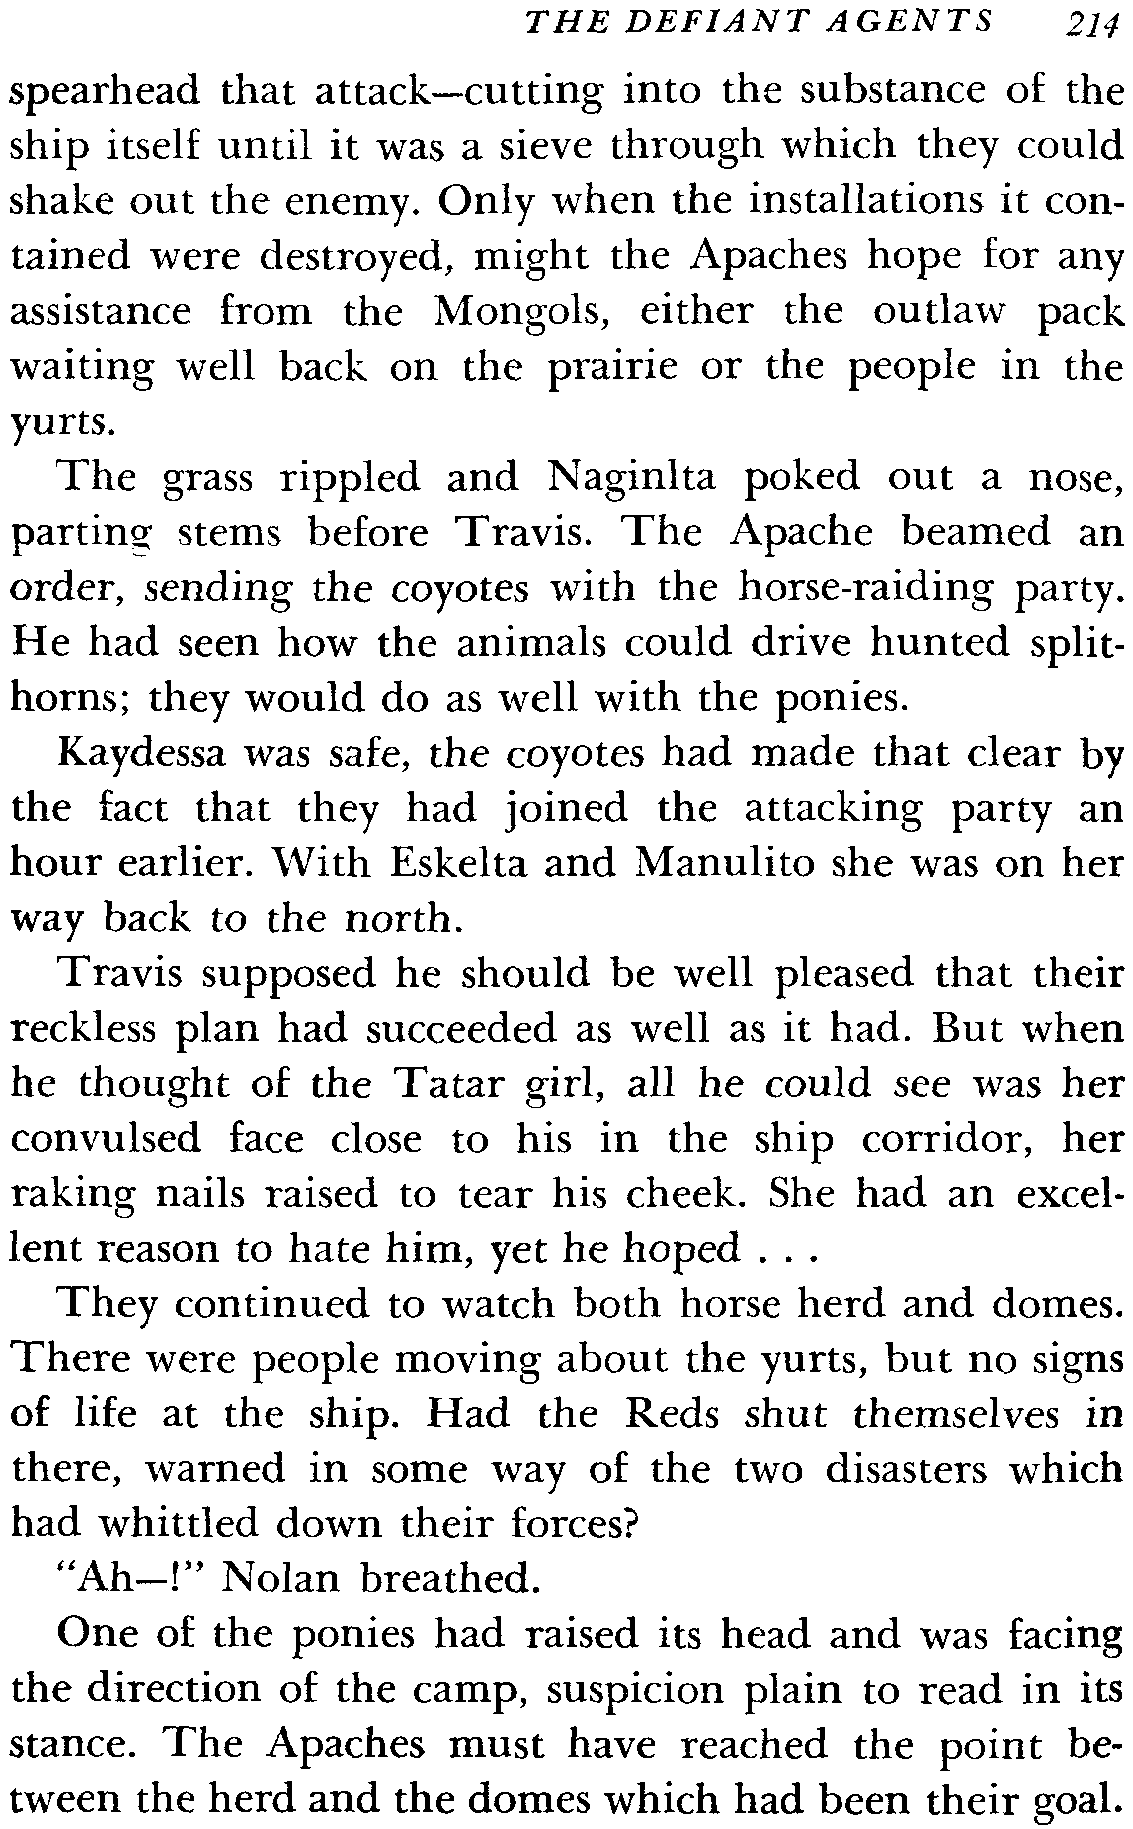 THE DEFIANT AGENTS 214
spearhead that attack—cutting into the substance of the
ship itself until it was a sieve through which they could
shake out the enemy. Only when the installations it con-
tained were destroyed, might the Apaches hope for any
assistance from the Mongols, either the outlaw pack
waiting well back on the prairie or the people in the
yurts.
The grass rippled and Naginlta poked out a nose,
parting stems before Travis. The Apache beamed an
order, sending the coyotes with the horse-raiding party.
He had seen how the animals could drive hunted split-
horns; they would do as well with the ponies.
Kaydessa was safe, the coyotes had made that clear by
the fact that they had joined the attacking party an
hour earlier. With Eskelta and Manulito she was on her
way back to the north.
Travis supposed he should be well pleased that their
reckless plan had succeeded as well as it had. But when
he thought of the Tatar girl, all he could see was her
convulsed face close to his in the ship corridor, her
raking nails raised to tear his cheek. She had an excel-
lent reason to hate him, yet he hoped . . .
They continued to watch both horse herd and domes.
There were people moving about the yurts, but no signs
of life at the ship. Had the Reds shut themselves in
there, warned in some way of the two disasters which
had whittled down their forces?
“Ah—!” Nolan breathed.
One of the ponies had raised its head and was facing
the direction of the camp, suspicion plain to read in its
stance. The Apaches must have reached the point be-
tween the herd and the domes which had been their goal.